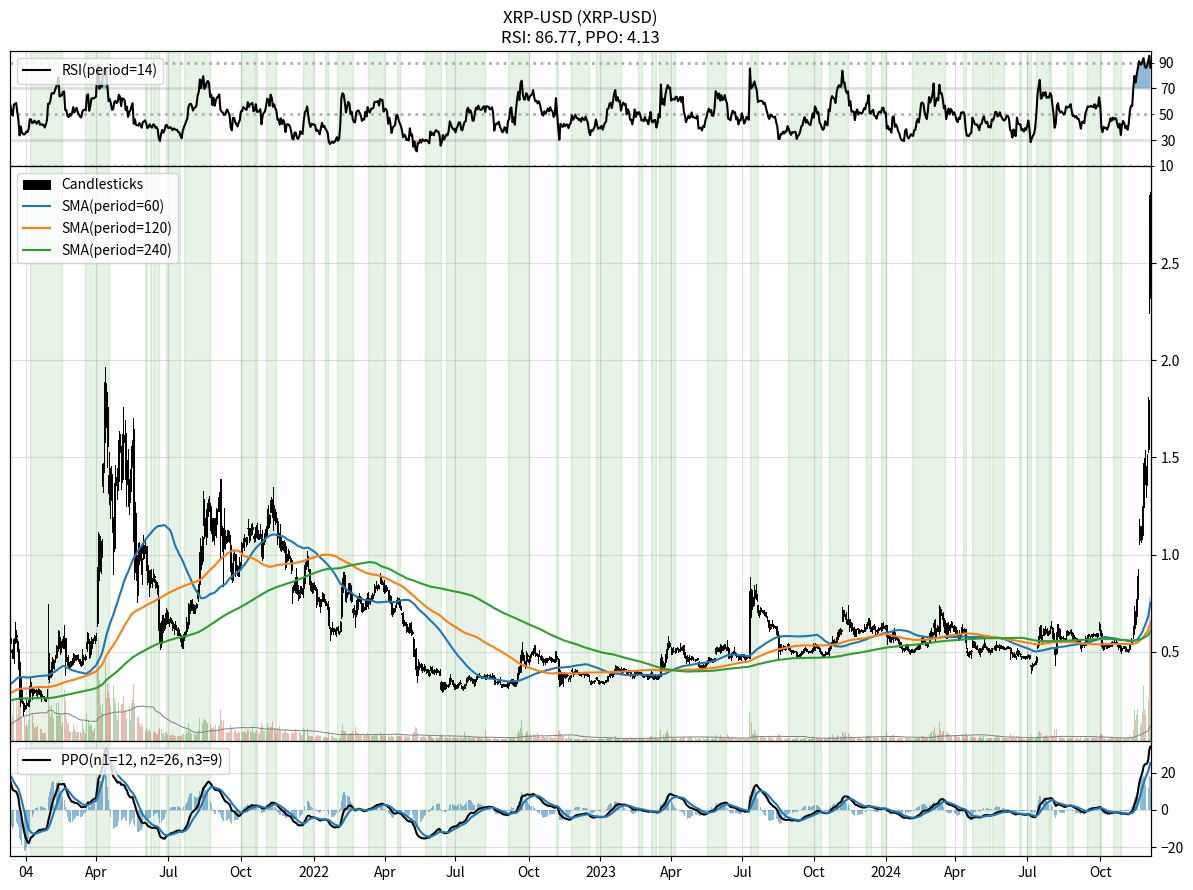 XRP-USD (XRP-USD)
RSI: 86.77, PPO: 4.13
RSI(period=14)
90
70
50
30
10
Candlesticks
SMA(period=60)
SMA(period=120)
SMA(period=240)
2.5
2.0
1.5
1.0
0.5
PPO(n1=12, n2=26, n3=9)
20
0
−20
04 Apr Jul Oct 2022 Apr Jul Oct 2023 Apr Jul Oct 2024 Apr Jul Oct